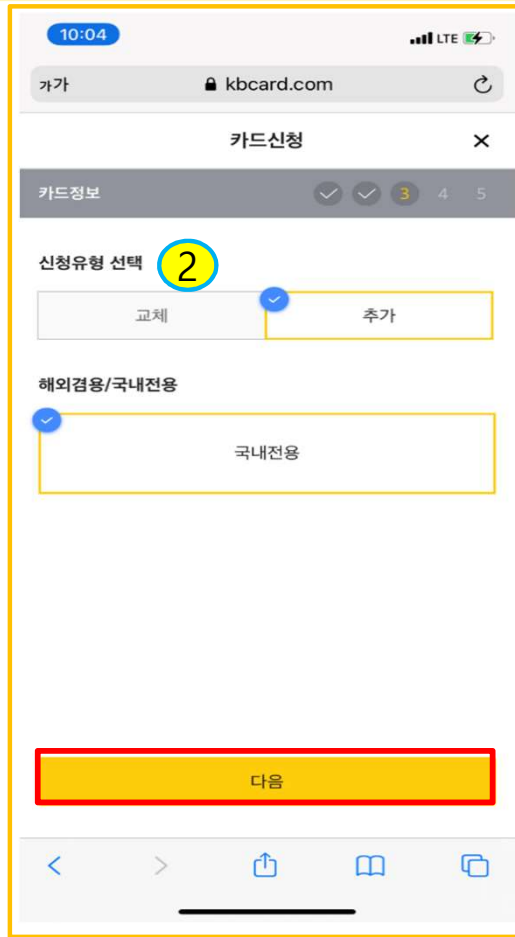 10:04 LTE
가가 kbcard.com
카드신청 ×
카드정보 3 4 5
신청유형 선택 2
교체 추가
해외겸용/국내전용
국내전용
다음